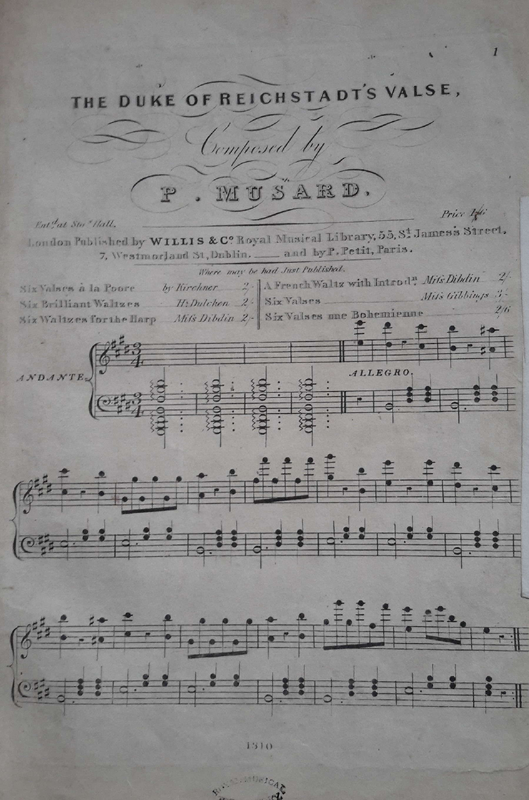 1
THE DUKE OF REICHSTADT'S VALSE,
Composed by
P. MUSARD.
Ent.d at Sta.s Hall,
Price 1/6
London Published by WILLIS & Co. Royal Musical Library, 55, St. James's Street,
7, Westmorland St, Dublin. and by P. Petit, Paris.
Where may be had Just Published.
Six Valses à la Poore by Kirchner 2/-
Six Brilliant Waltzes H: Dulcken 2/-
Six Waltzes for the Harp Miss Dibdin 2/-
A French Waltz with Introdn. Miss Dibdin 2/-
Six Valses Miss Gibbings 3/-
Six Valses une Bohemienne 2/6
ANDANTE.
ALLEGRO.
1310